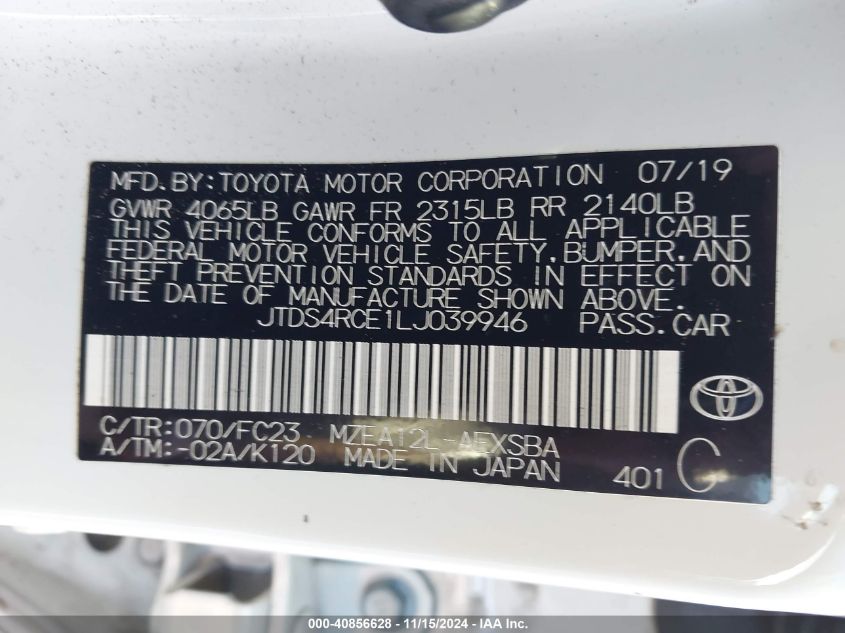 MFD.BY:TOYOTA MOTOR CORPORATION 07/19
GVWR 4065LB GAWR FR 2315LB RR 2140LB
THIS VEHICLE CONFORMS TO ALL APPLICABLE
FEDERAL MOTOR VEHICLE SAFETY,BUMPER,AND
THEFT PREVENTION STANDARDS IN EFFECT ON
THE DATE OF MANUFACTURE SHOWN ABOVE.
JTDS4RCE1LJ039946 PASS.CAR
C/TR:070/FC23 MZEA12L-AEXSBA
A/TM:-02A/K120 MADE IN JAPAN 401 C
000-40856628 - 11/15/2024 - IAA Inc.